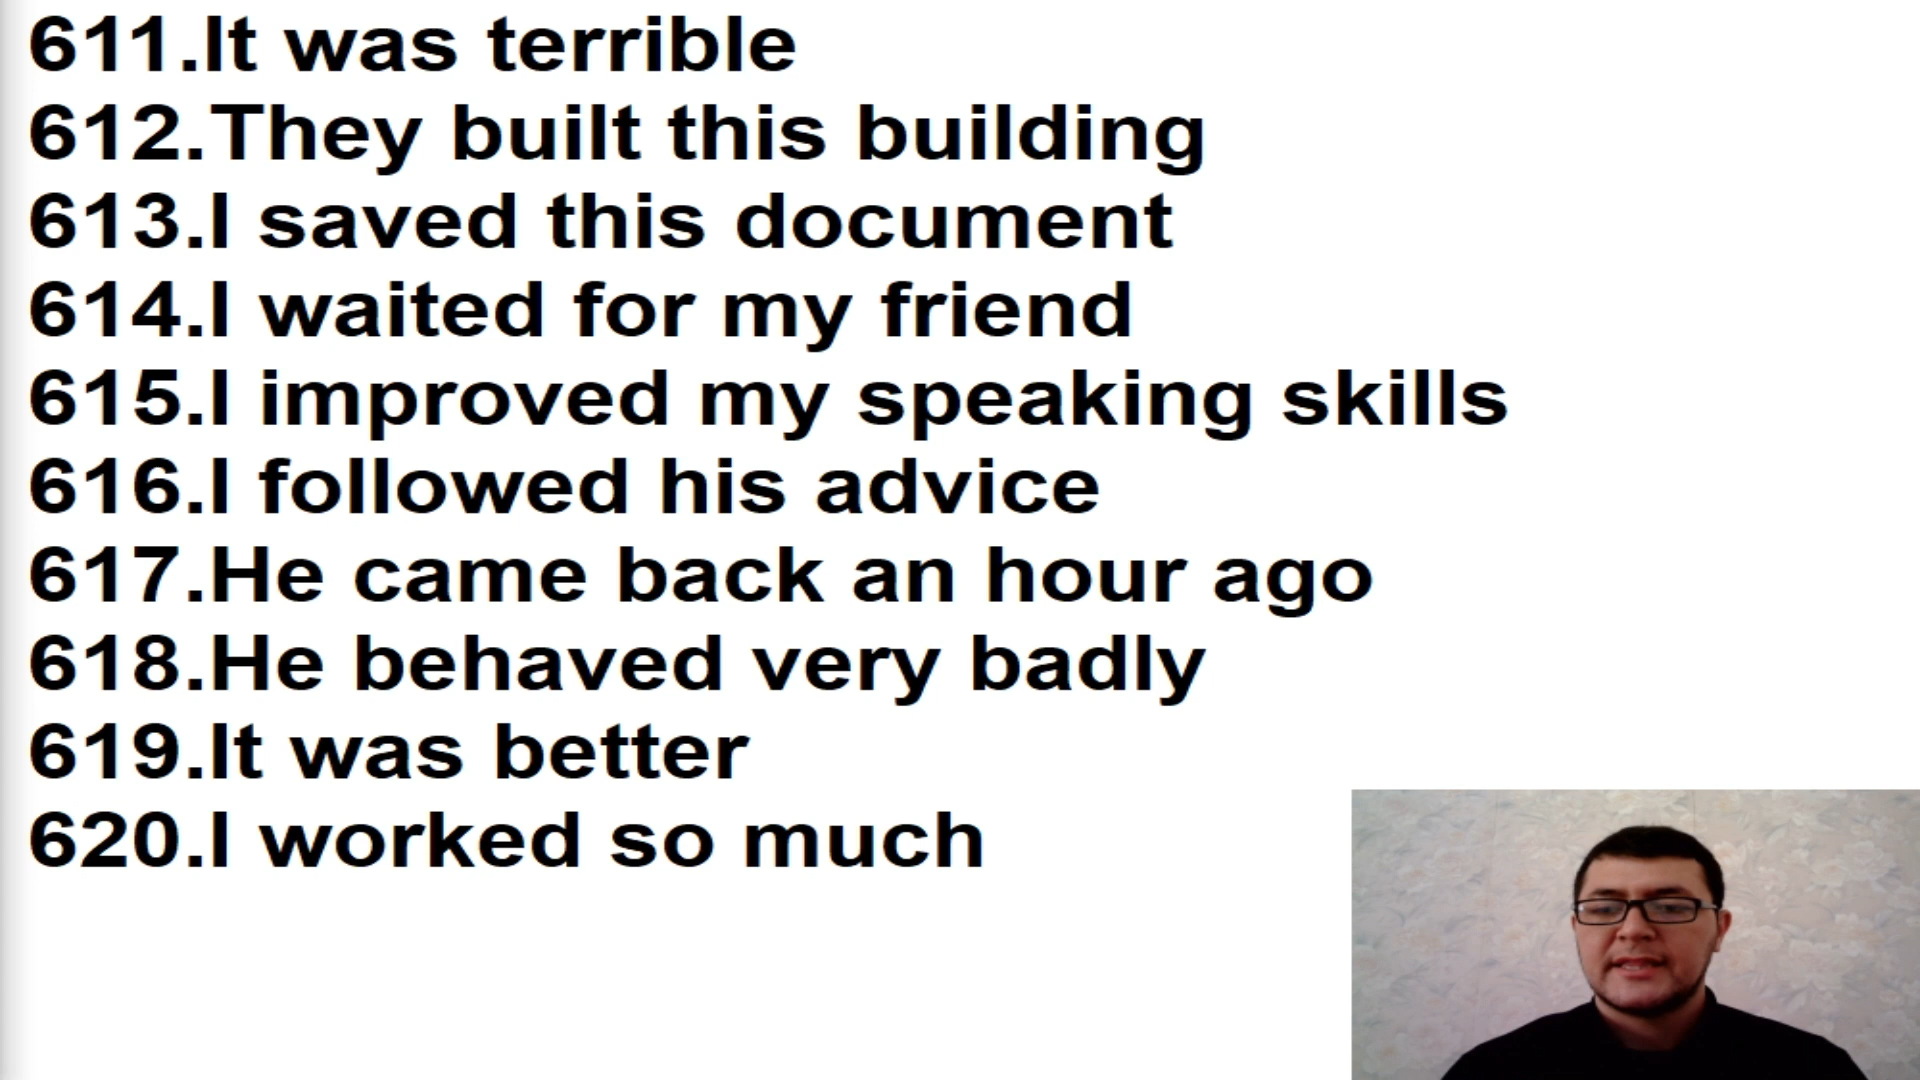 611.It was terrible
612.They built this building
613.I saved this document
614.I waited for my friend
615.I improved my speaking skills
616.I followed his advice
617.He came back an hour ago
618.He behaved very badly
619.It was better
620.I worked so much